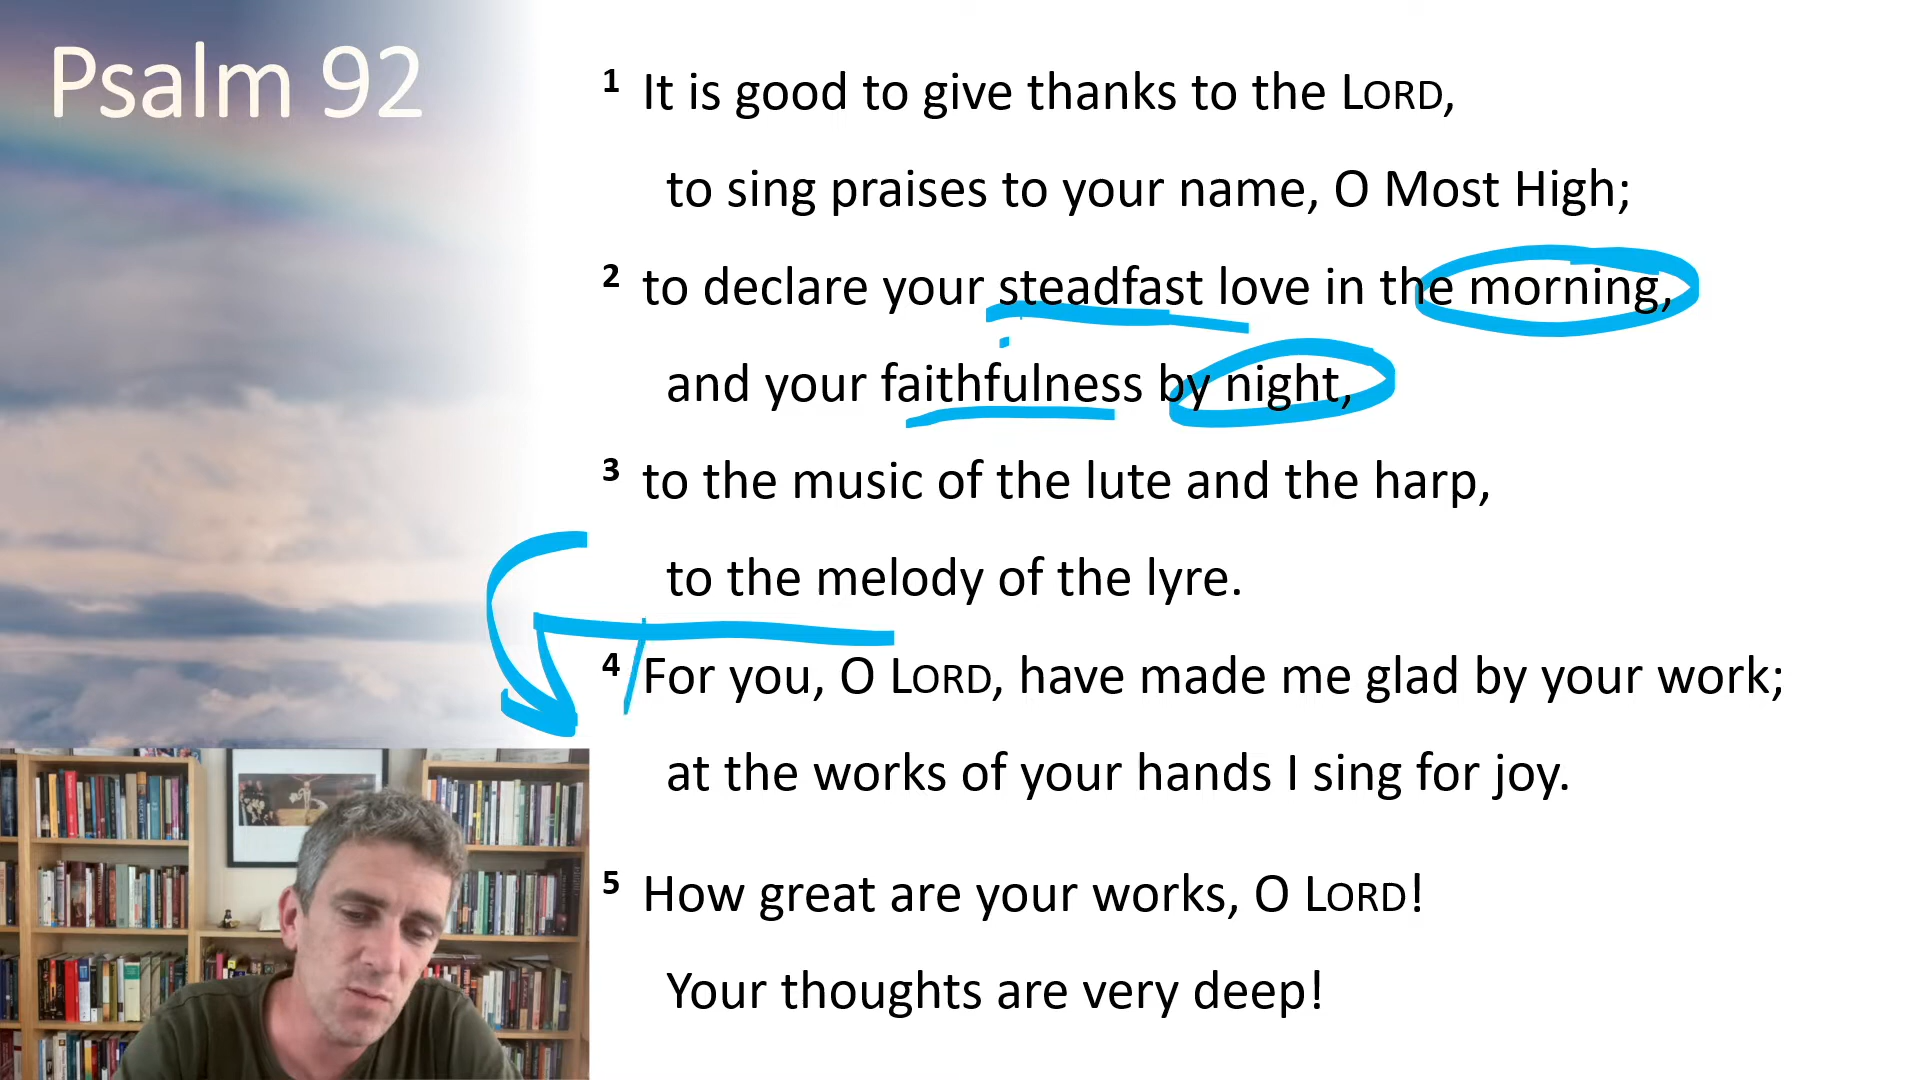 Psalm 92
1 It is good to give thanks to the LORD,
to sing praises to your name, O Most High;
2 to declare your steadfast love in the morning,
and your faithfulness by night,
3 to the music of the lute and the harp,
to the melody of the lyre.
4 For you, O LORD, have made me glad by your work;
at the works of your hands I sing for joy.
5 How great are your works, O LORD!
Your thoughts are very deep!